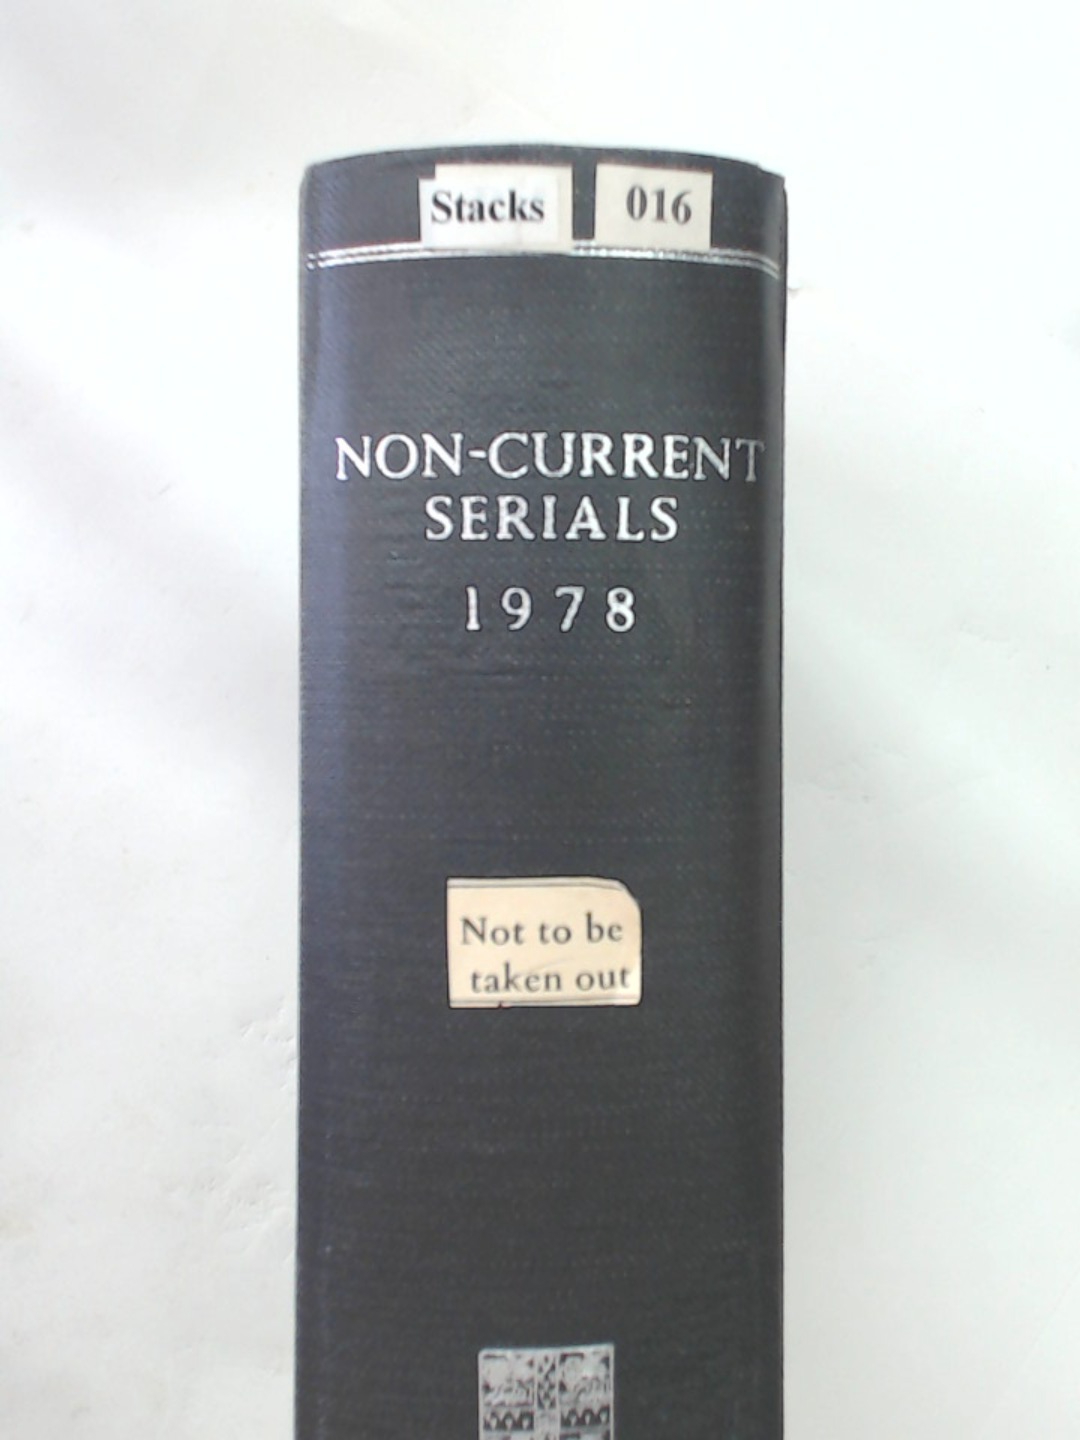 Stacks 016
NON-CURRENT
SERIALS
1978
Not to be
taken out